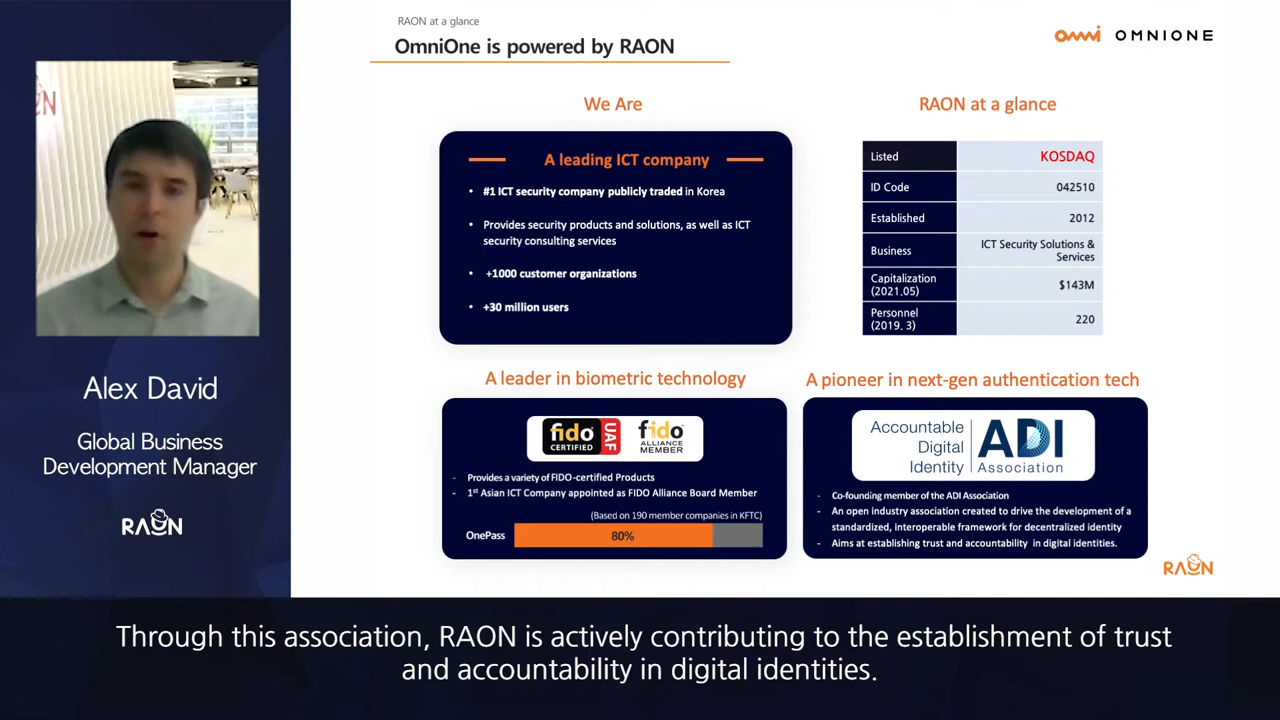 RAON at a glance
OmniOne is powered by RAON
omni OMNIONE
Alex David
Global Business
Development Manager
RAON
We Are
A leading ICT company
• #1 ICT security company publicly traded in Korea
• Provides security products and solutions, as well as ICT
security consulting services
• +1000 customer organizations
• +30 million users
RAON at a glance
Listed KOSDAQ
ID Code 042510
Established 2012
Business ICT Security Solutions &
Services
Capitalization
(2021.05) $143M
Personnel
(2019. 3) 220
A leader in biometric technology
fido CERTIFIED UAF
fido ALLIANCE MEMBER
- Provides a variety of FIDO-certified Products
- 1st Asian ICT Company appointed as FIDO Alliance Board Member
(Based on 190 member companies in KFTC)
OnePass 80%
A pioneer in next-gen authentication tech
Accountable
Digital
Identity
ADI
Association
- Co-founding member of the ADI Association
- An open industry association created to drive the development of a
standardized, interoperable framework for decentralized identity
- Aims at establishing trust and accountability in digital identities.
RAON
Through this association, RAON is actively contributing to the establishment of trust
and accountability in digital identities.